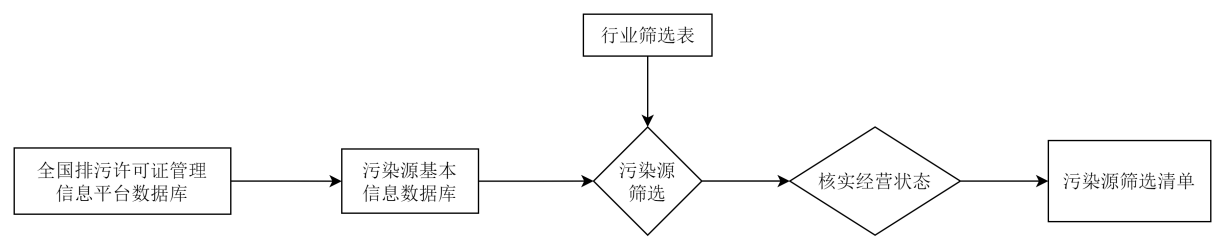 行业筛选表
全国排污许可证管理
信息平台数据库
污染源基本
信息数据库
污染源
筛选
核实经营状态
污染源筛选清单